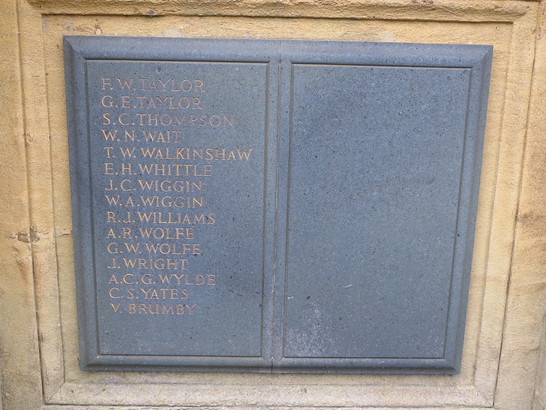 F. W. TAYLOR
G. E. TAYLOR
S. C. THOMPSON
W. N. WAIT
T. W. WALKINSHAW
E. H. WHITTLE
J. C. WIGGIN
W. A. WIGGIN
R. J. WILLIAMS
A. R. WOLFE
G. W. WOLFE
J. WRIGHT
A. C. G. WYLDE
C. S. YATES
V. BRUMBY